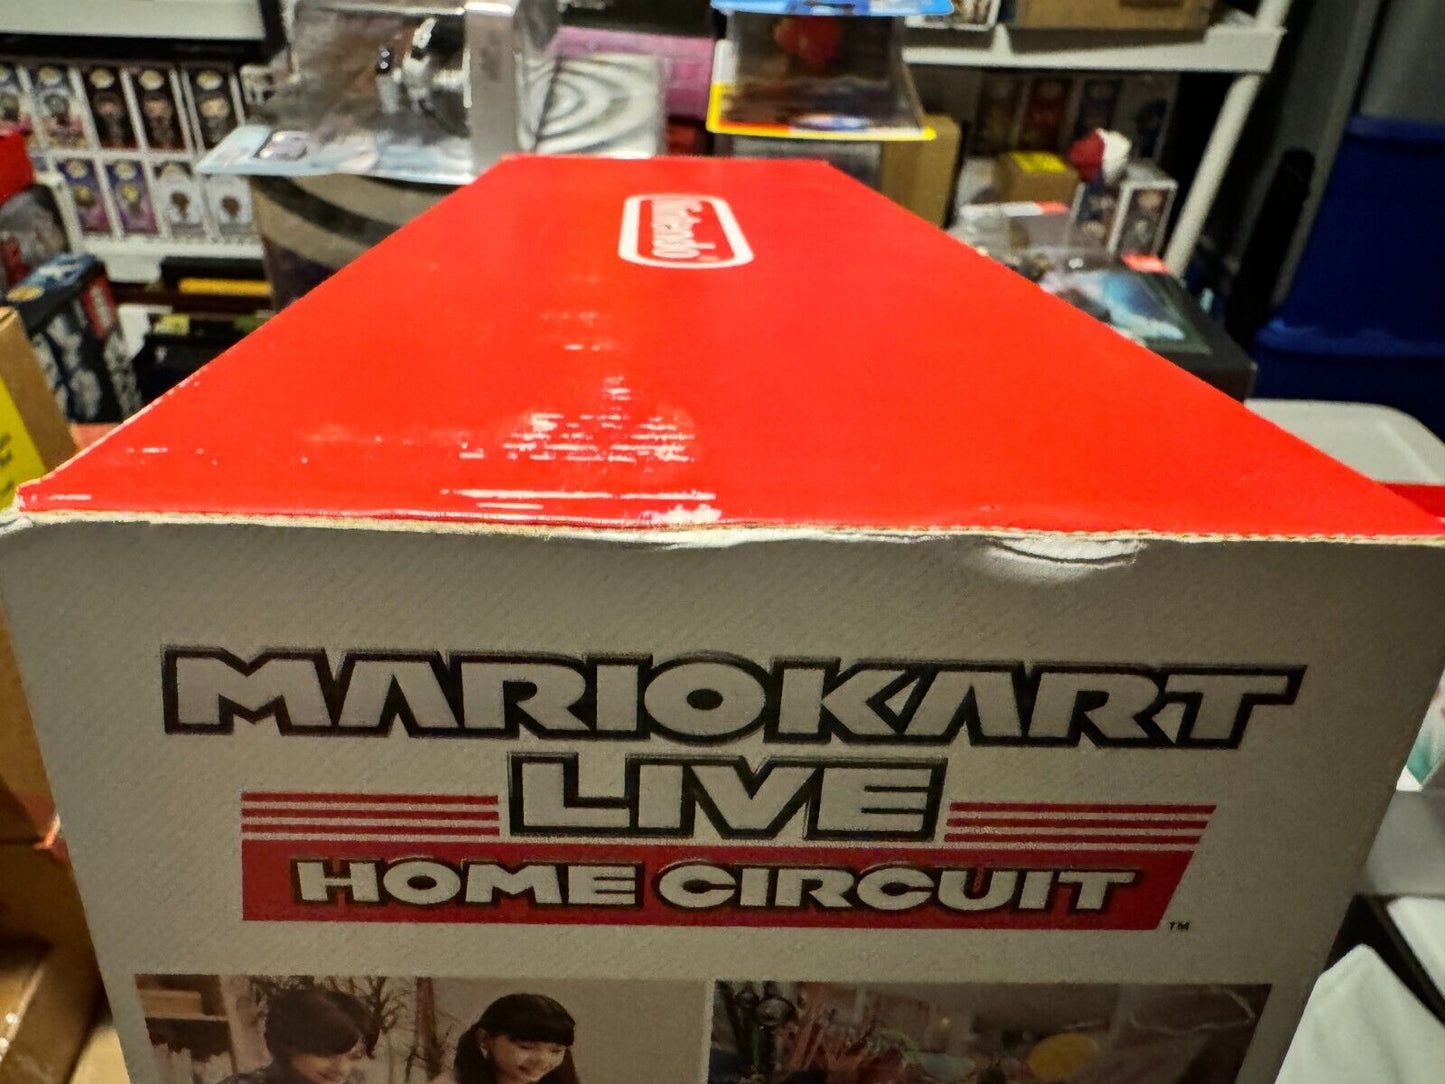 Nintendo
MARIOKART
LIVE
HOME CIRCUIT
TM